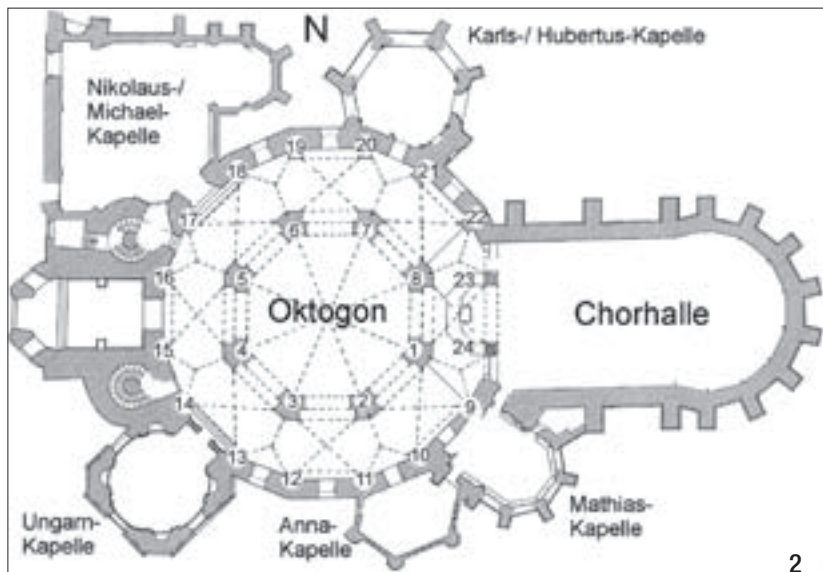 N
Karls-/ Hubertus-Kapelle
Nikolaus-/
Michael-
Kapelle
19
20
18
21
17
22
6
7
16
5
8
23
Oktogon
Chorhalle
15
4
1
24
14
3
2
9
13
10
12
11
Ungarn-
Kapelle
Anna-
Kapelle
Mathias-
Kapelle
2